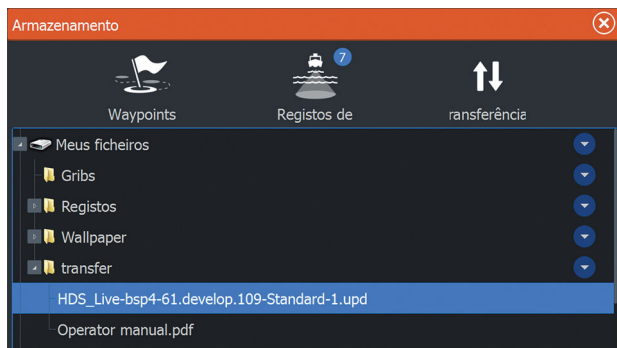 Armazenamento
7
Waypoints
Registos de
ransferência
Meus ficheiros
Gribs
Registos
Wallpaper
transfer
HDS_Live-bsp4-61.develop.109-Standard-1.upd
Operator manual.pdf